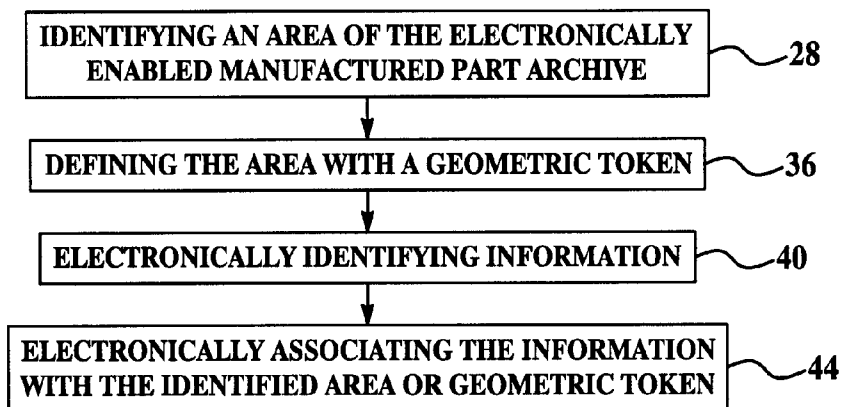 IDENTIFYING AN AREA OF THE ELECTRONICALLY
ENABLED MANUFACTURED PART ARCHIVE
28
DEFINING THE AREA WITH A GEOMETRIC TOKEN
36
ELECTRONICALLY IDENTIFYING INFORMATION
40
ELECTRONICALLY ASSOCIATING THE INFORMATION
WITH THE IDENTIFIED AREA OR GEOMETRIC TOKEN
44